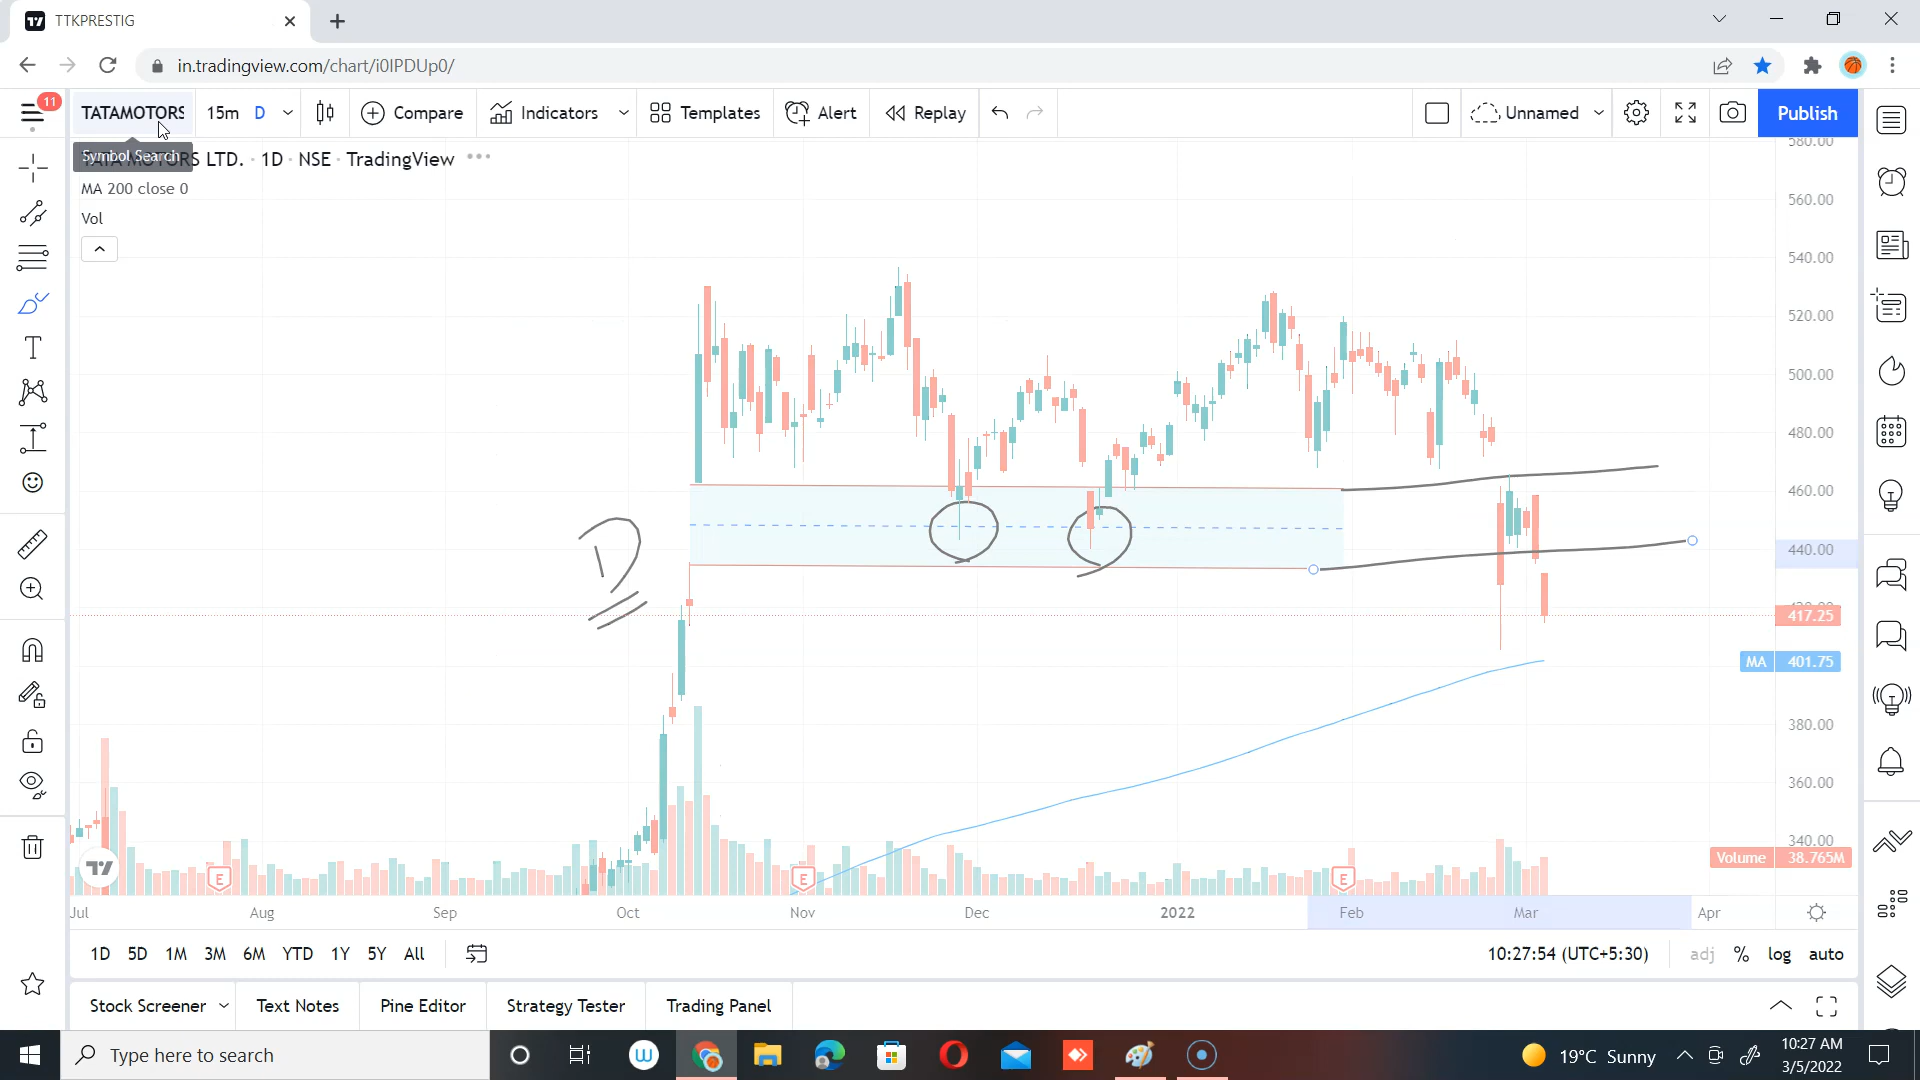 TTKPRESTIG
in.tradingview.com/chart/i0IPDUp0/
11
TATAMOTORS 15m D Compare Indicators Templates Alert Replay Unnamed Publish
Symbol Search
S LTD. · 1D · NSE · TradingView
MA 200 close 0
Vol
D
580.00
560.00
540.00
520.00
500.00
480.00
460.00
440.00
417.25
MA 401.75
380.00
360.00
340.00
Volume 38.765M
E E E
Jul Aug Sep Oct Nov Dec 2022 Feb Mar Apr
1D 5D 1M 3M 6M YTD 1Y 5Y All 10:27:54 (UTC+5:30) adj % log auto
Stock Screener Text Notes Pine Editor Strategy Tester Trading Panel
Type here to search
19°C Sunny
10:27 AM
3/5/2022